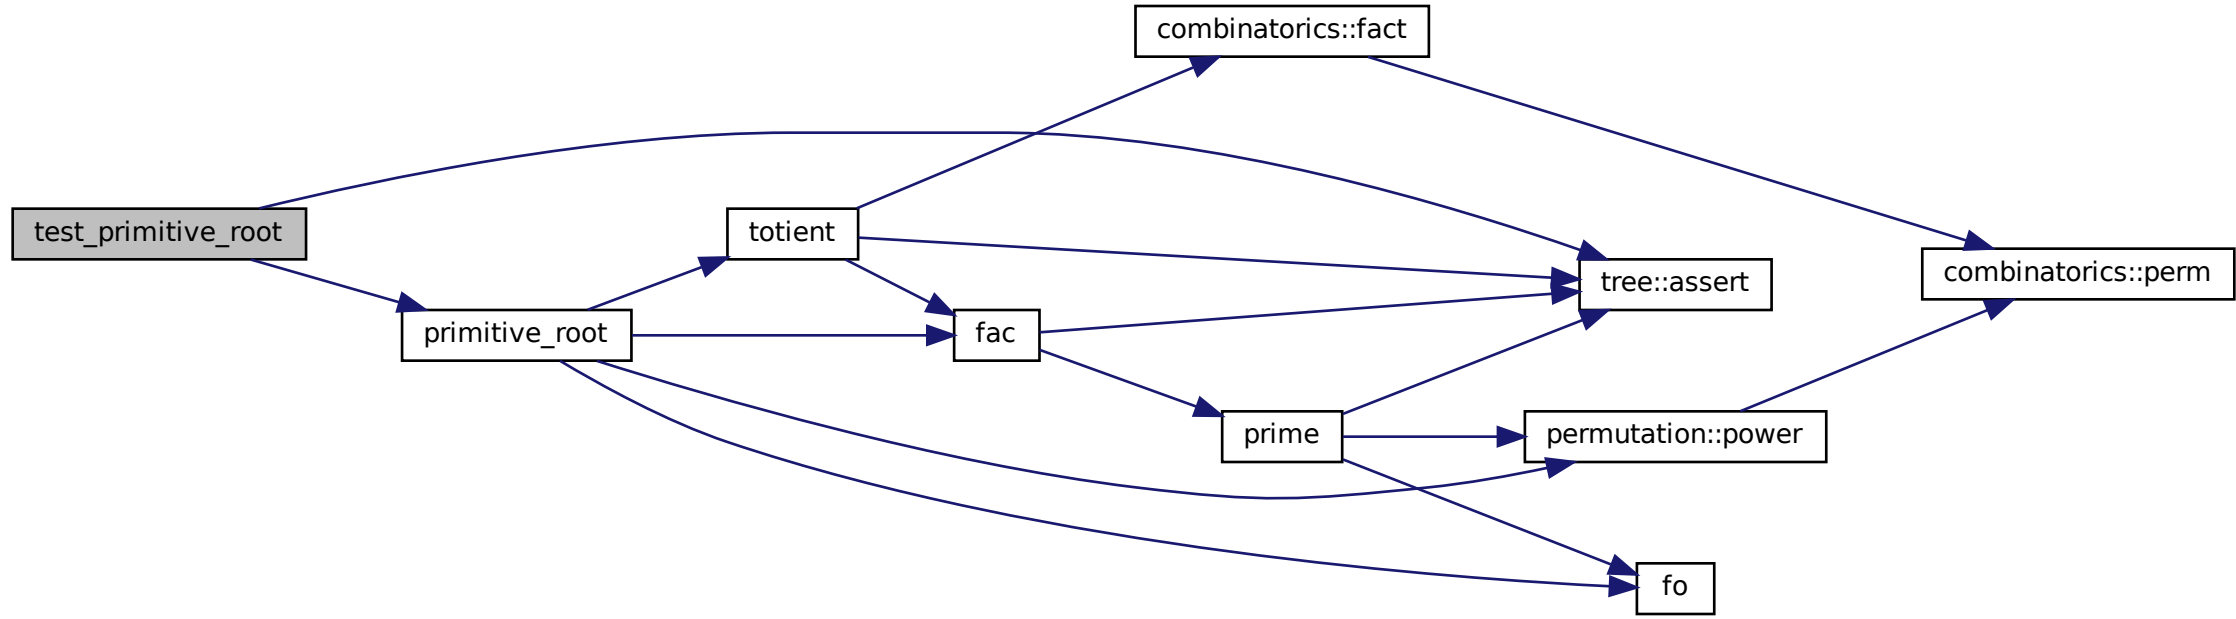 combinatorics::fact
test_primitive_root
totient
combinatorics::perm
tree::assert
primitive_root
fac
prime
permutation::power
fo